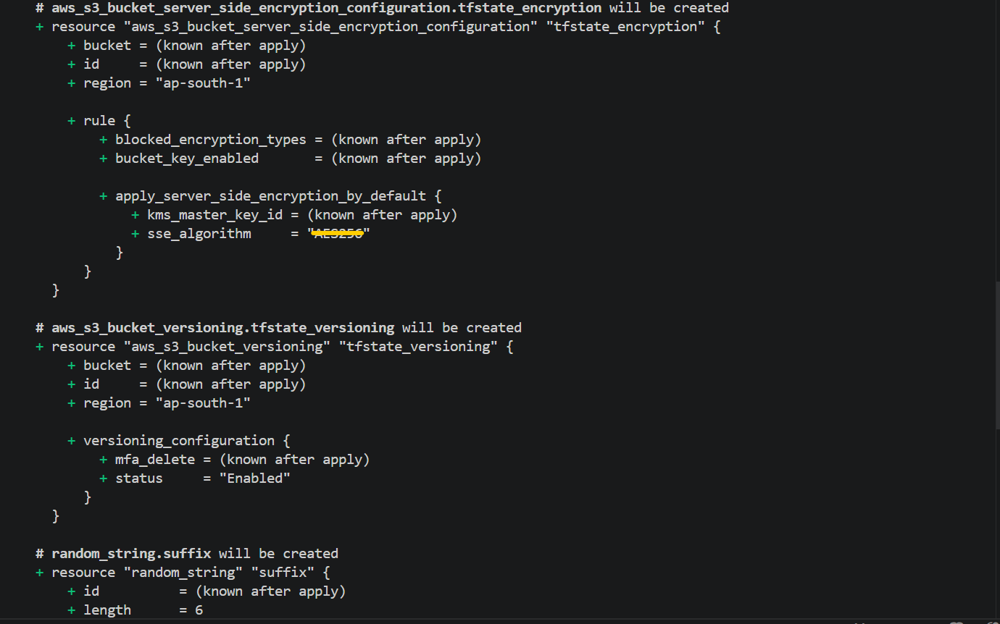 # aws_s3_bucket_server_side_encryption_configuration.tfstate_encryption will be created
+ resource "aws_s3_bucket_server_side_encryption_configuration" "tfstate_encryption" {
+ bucket = (known after apply)
+ id     = (known after apply)
+ region = "ap-south-1"
+ rule {
+ blocked_encryption_types = (known after apply)
+ bucket_key_enabled       = (known after apply)
+ apply_server_side_encryption_by_default {
+ kms_master_key_id = (known after apply)
+ sse_algorithm     = "AES256"
}
}
}
# aws_s3_bucket_versioning.tfstate_versioning will be created
+ resource "aws_s3_bucket_versioning" "tfstate_versioning" {
+ bucket = (known after apply)
+ id     = (known after apply)
+ region = "ap-south-1"
+ versioning_configuration {
+ mfa_delete = (known after apply)
+ status     = "Enabled"
}
}
# random_string.suffix will be created
+ resource "random_string" "suffix" {
+ id          = (known after apply)
+ length      = 6